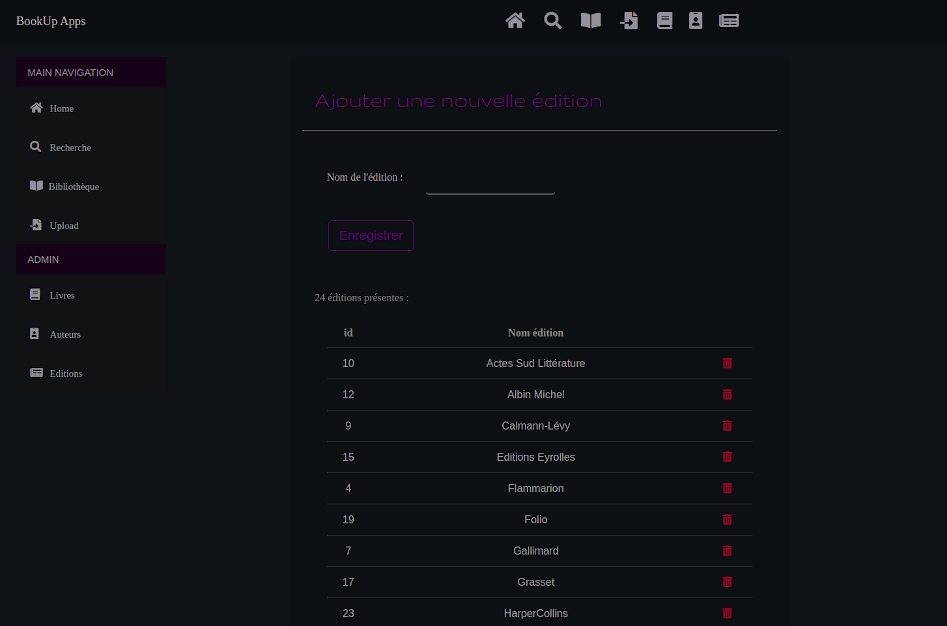 BookUp Apps
MAIN NAVIGATION
Home
Recherche
Bibliothèque
Upload
ADMIN
Livres
Auteurs
Editions
Ajouter une nouvelle édition
Nom de l'édition :
Enregistrer
24 éditions présentes :
id Nom édition
10 Actes Sud Littérature
12 Albin Michel
9 Calmann-Lévy
15 Editions Eyrolles
4 Flammarion
19 Folio
7 Gallimard
17 Grasset
23 HarperCollins